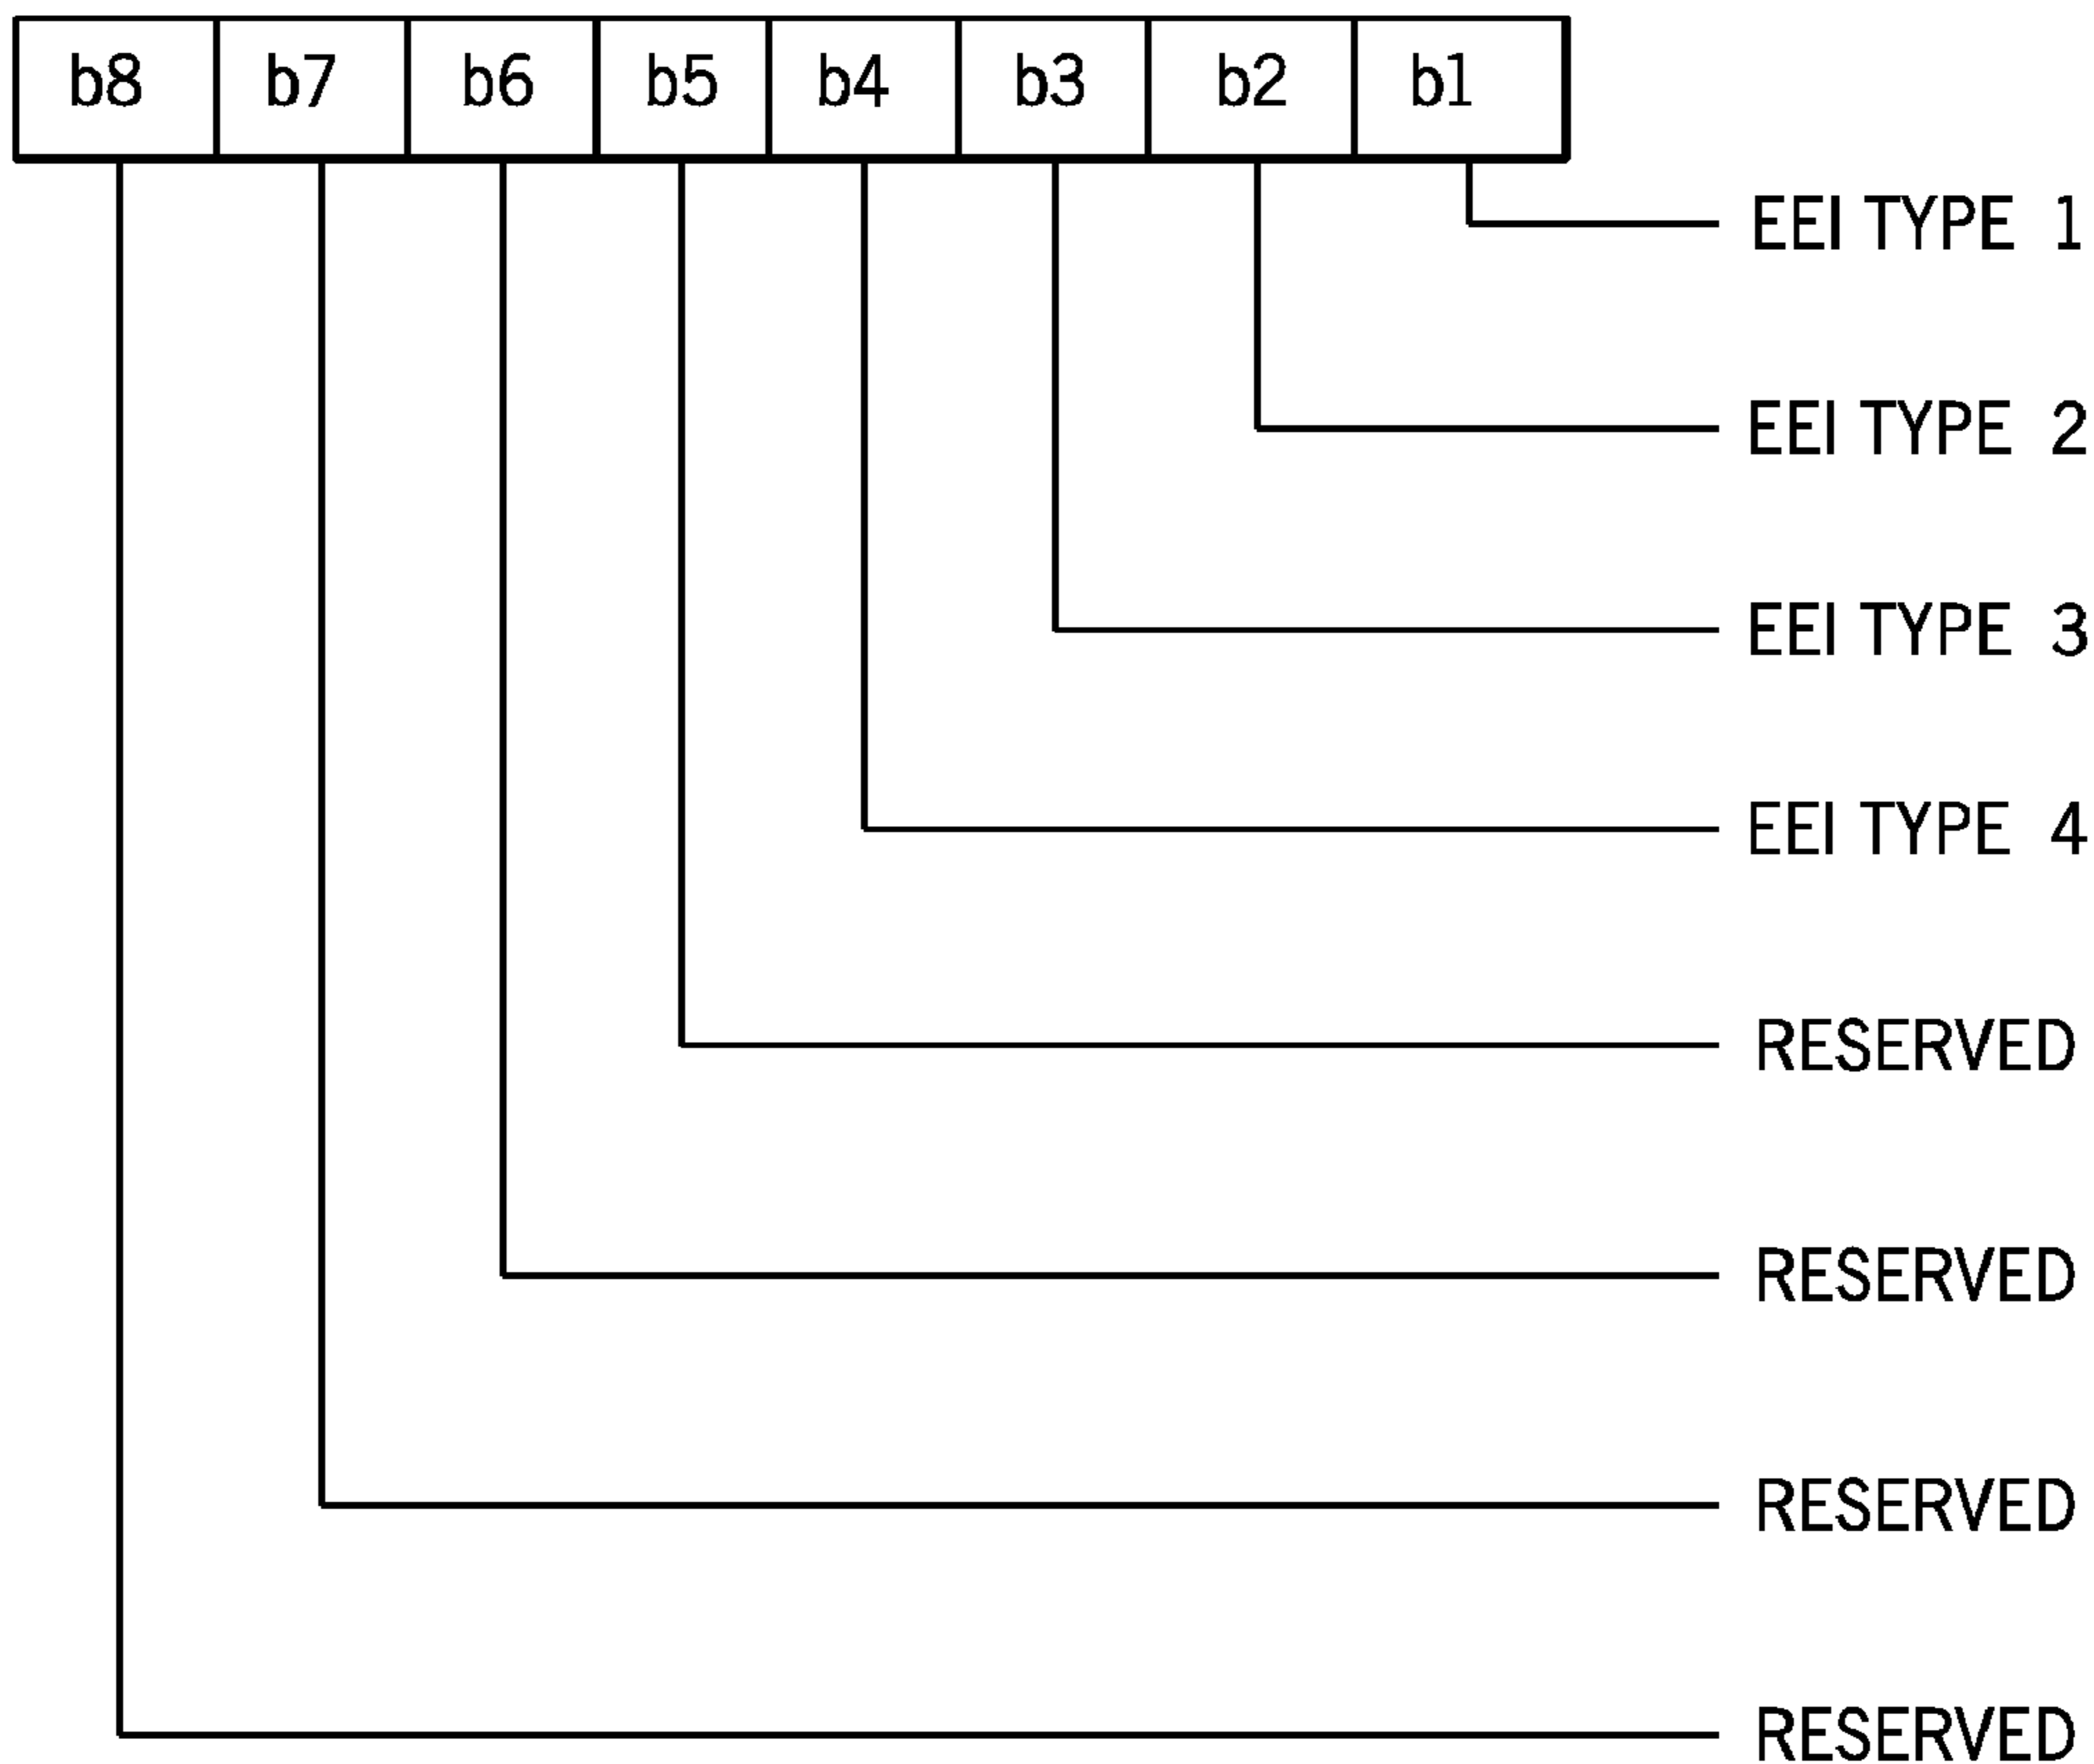 b8 b7 b6 b5 b4 b3 b2 b1
EEI TYPE 1
EEI TYPE 2
EEI TYPE 3
EEI TYPE 4
RESERVED
RESERVED
RESERVED
RESERVED